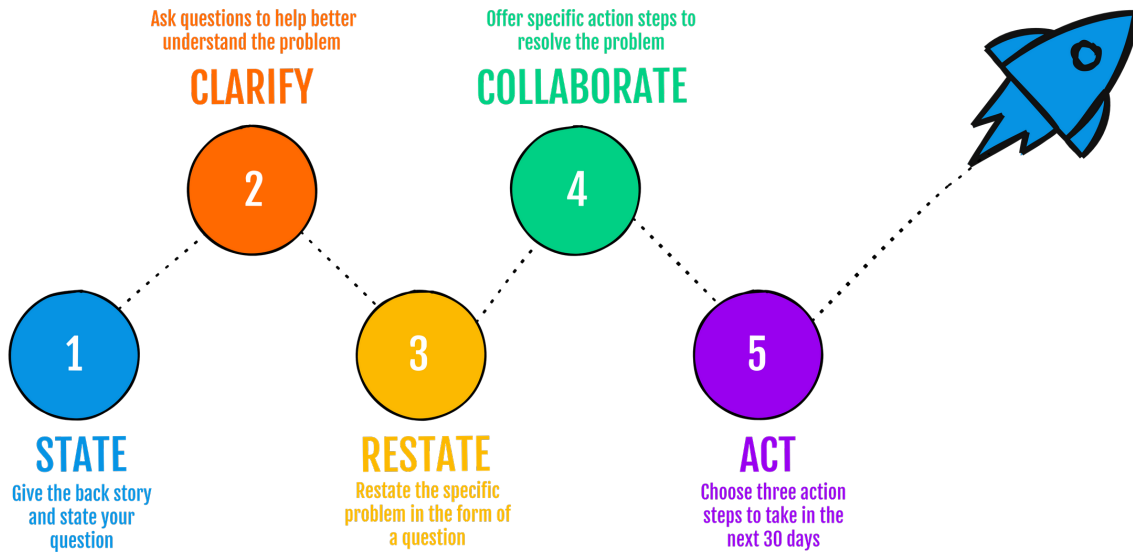 1
STATE
Give the back story
and state your
question
Ask questions to help better
understand the problem
CLARIFY
2
3
RESTATE
Restate the specific
problem in the form of
a question
Offer specific action steps to
resolve the problem
COLLABORATE
4
5
ACT
Choose three action
steps to take in the
next 30 days